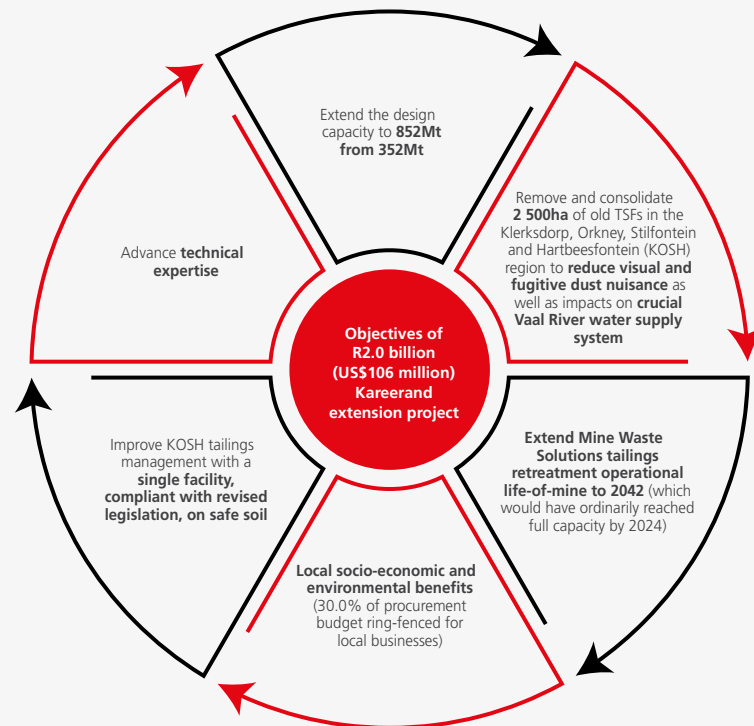 Extend the design
capacity to 852Mt
from 352Mt
Remove and consolidate
2 500ha of old TSFs in the
Klerksdorp, Orkney, Stilfontein
and Hartbeesfontein (KOSH)
region to reduce visual and
fugitive dust nuisance as
well as impacts on crucial
Vaal River water supply
system
Extend Mine Waste
Solutions tailings
retreatment operational
life-of-mine to 2042 (which
would have ordinarily reached
full capacity by 2024)
Local socio-economic and
environmental benefits
(30.0% of procurement
budget ring-fenced for
local businesses)
Improve KOSH tailings
management with a
single facility,
compliant with revised
legislation, on safe soil
Advance technical
expertise
Objectives of
R2.0 billion
(US$106 million)
Kareerand
extension project